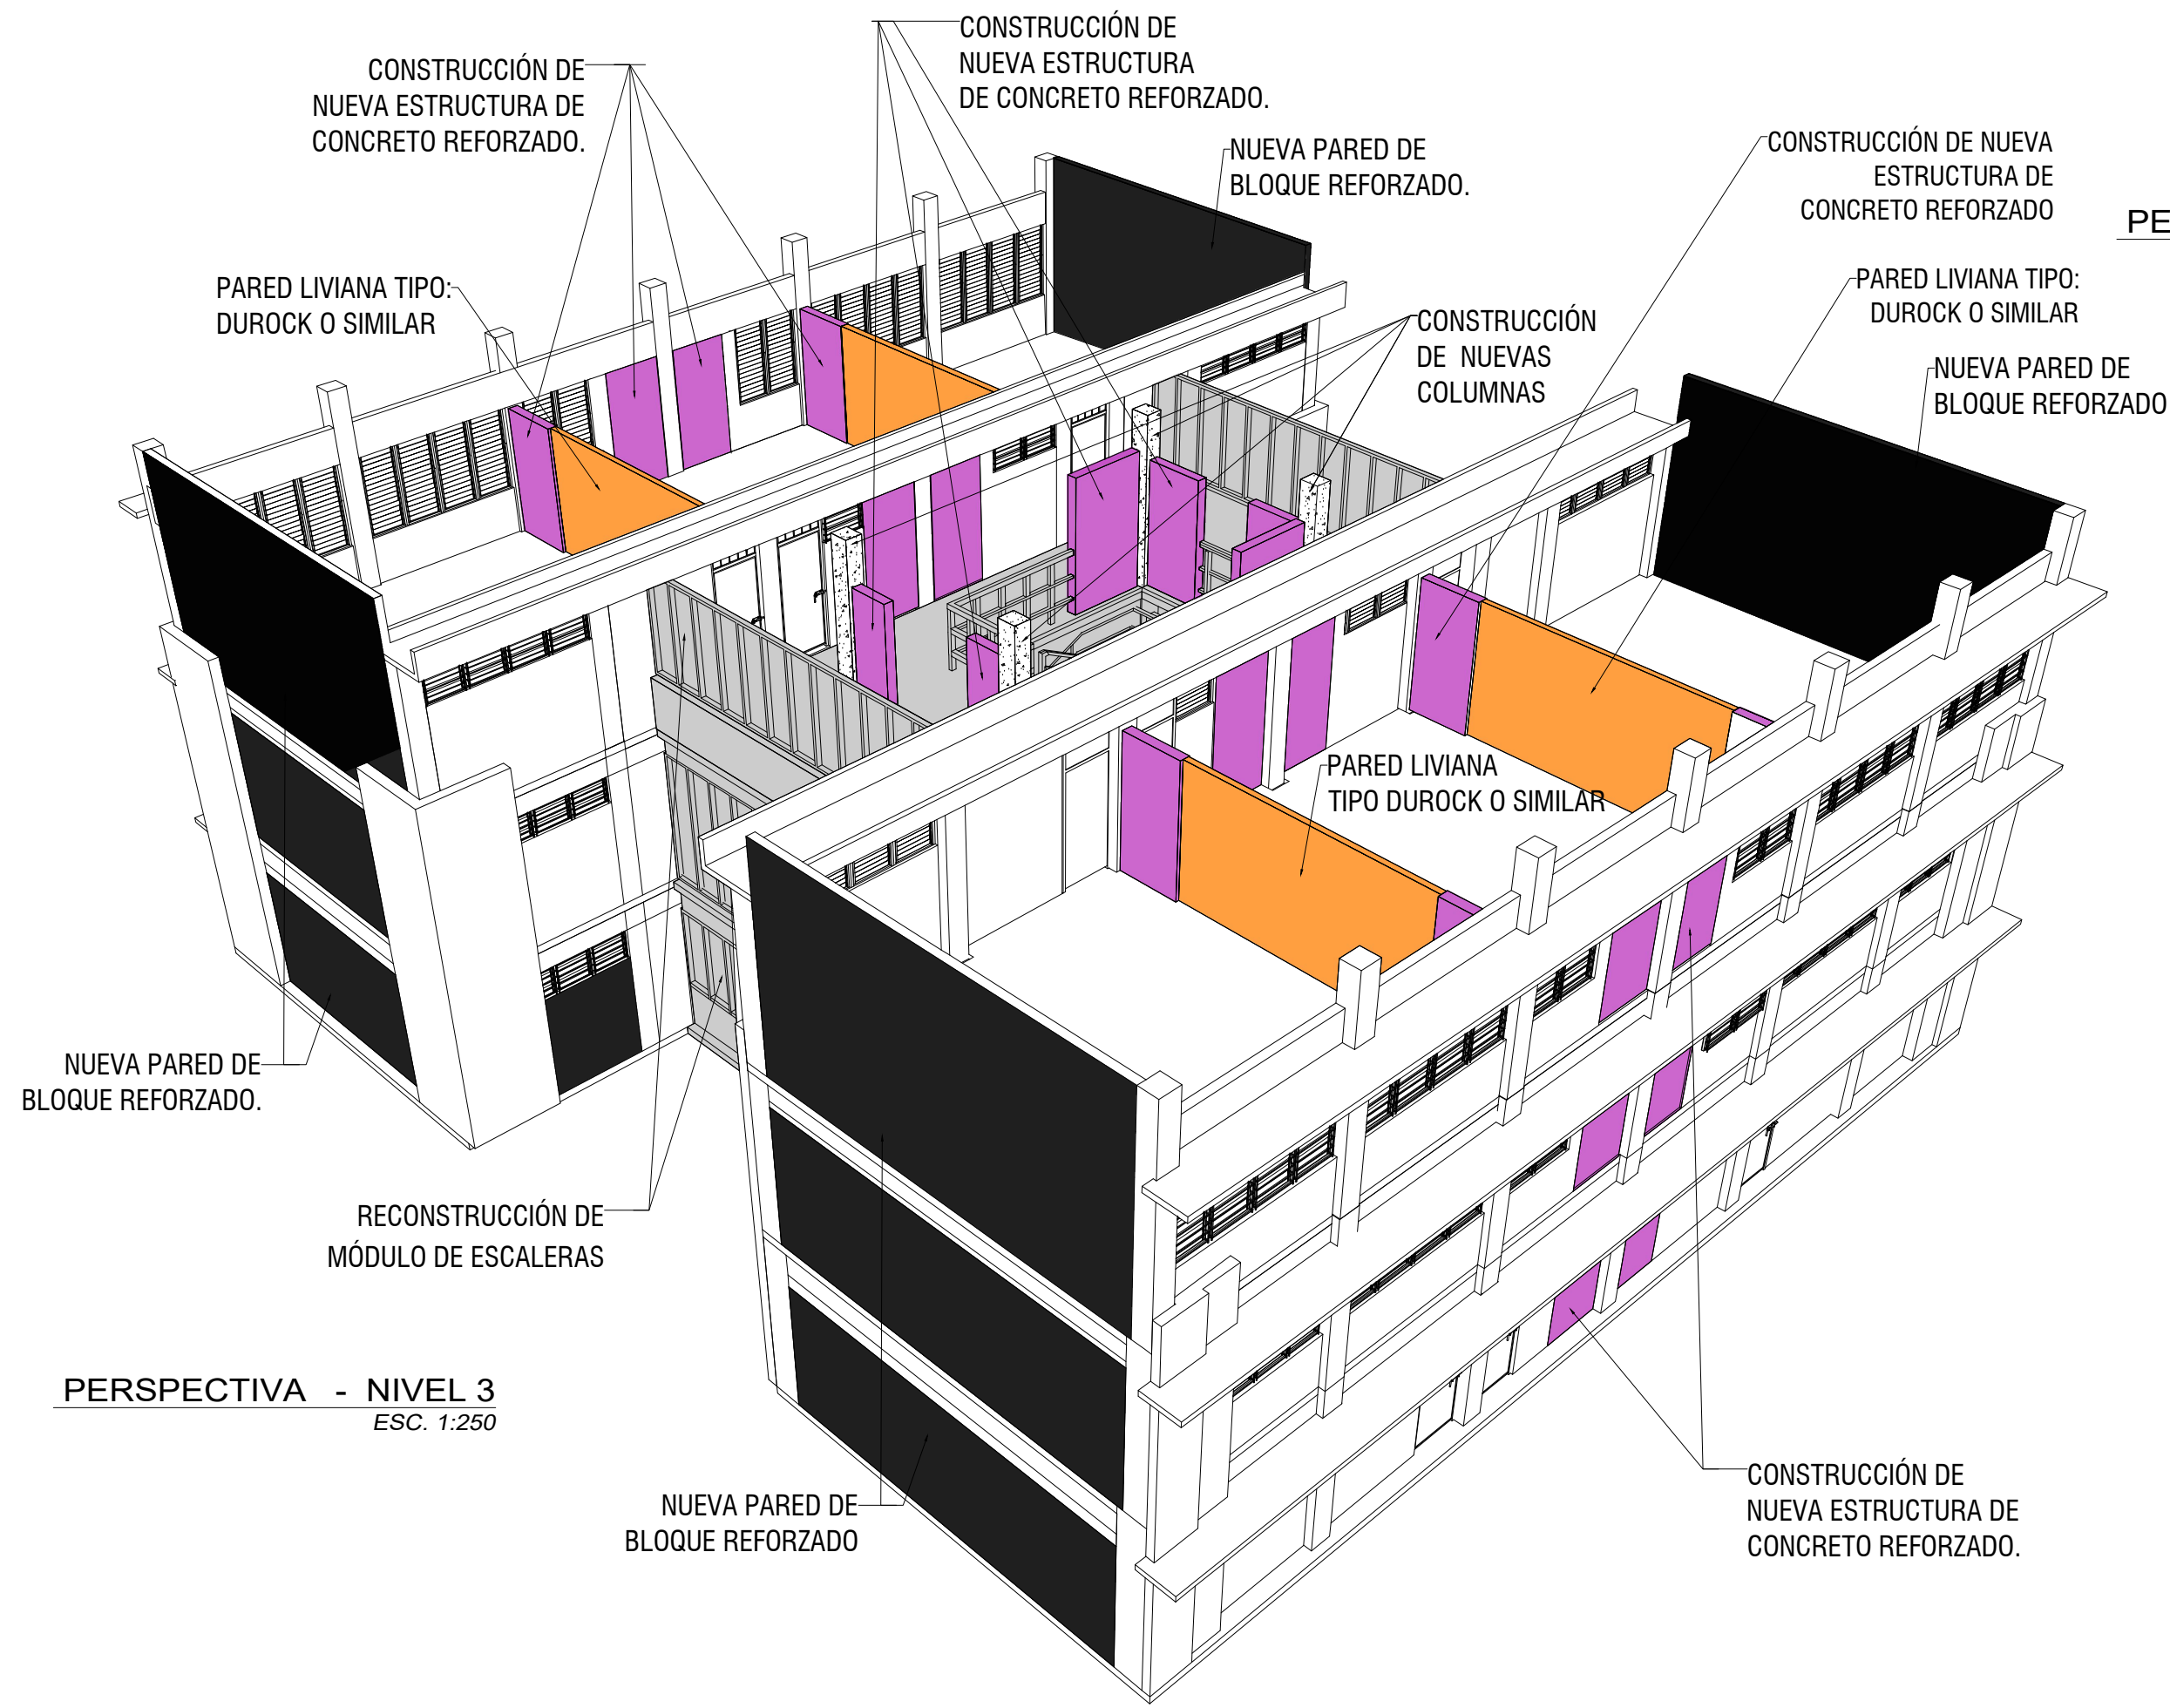 CONSTRUCCIÓN DE
NUEVA ESTRUCTURA
DE CONCRETO REFORZADO.
CONSTRUCCIÓN DE
NUEVA ESTRUCTURA DE
CONCRETO REFORZADO.
NUEVA PARED DE
BLOQUE REFORZADO.
CONSTRUCCIÓN DE NUEVA
ESTRUCTURA DE
CONCRETO REFORZADO
PE
PARED LIVIANA TIPO:
DUROCK O SIMILAR
PARED LIVIANA TIPO:
DUROCK O SIMILAR
CONSTRUCCIÓN
DE NUEVAS
COLUMNAS
NUEVA PARED DE
BLOQUE REFORZADO
PARED LIVIANA
TIPO DUROCK O SIMILAR
NUEVA PARED DE
BLOQUE REFORZADO.
RECONSTRUCCIÓN DE
MÓDULO DE ESCALERAS
PERSPECTIVA - NIVEL 3
ESC. 1:250
NUEVA PARED DE
BLOQUE REFORZADO
CONSTRUCCIÓN DE
NUEVA ESTRUCTURA DE
CONCRETO REFORZADO.